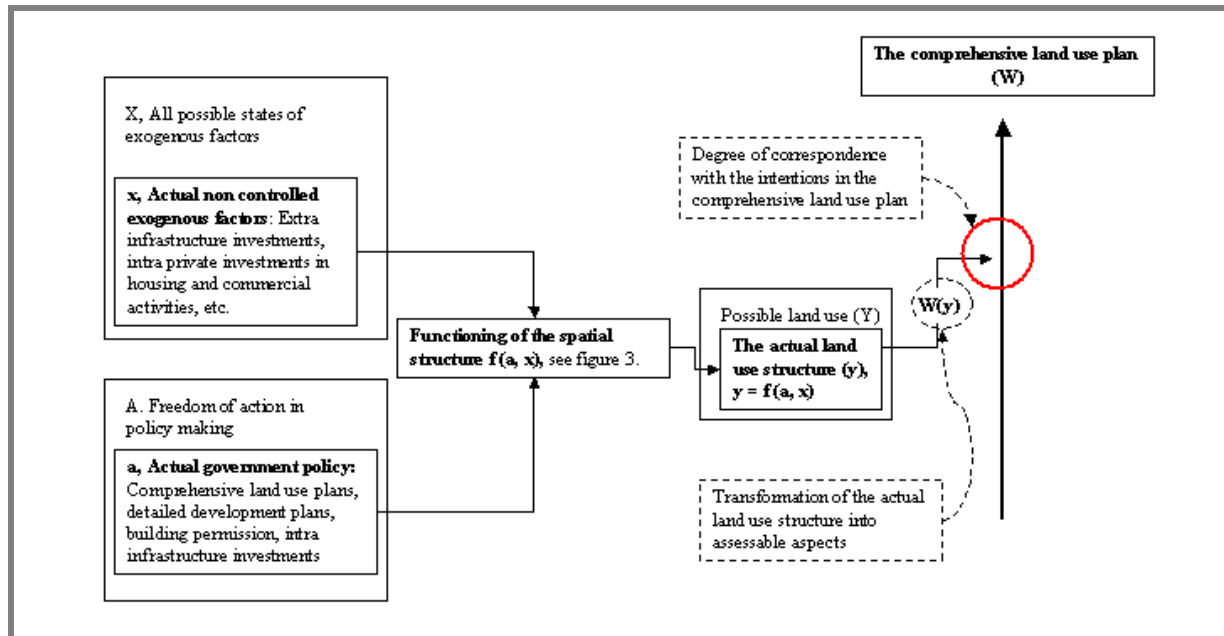 The comprehensive land use plan
(W)
X, All possible states of
exogenous factors
x, Actual non controlled
exogenous factors: Extra
infrastructure investments,
intra private investments in
housing and commercial
activities, etc.
Degree of correspondence
with the intentions in the
comprehensive land use plan
Functioning of the spatial
structure f (a, x), see figure 3.
Possible land use (Y)
The actual land
use structure (y),
y = f (a, x)
W(y)
A. Freedom of action in
policy making
a, Actual government policy:
Comprehensive land use plans,
detailed development plans,
building permission, intra
infrastructure investments
Transformation of the actual
land use structure into
assessable aspects